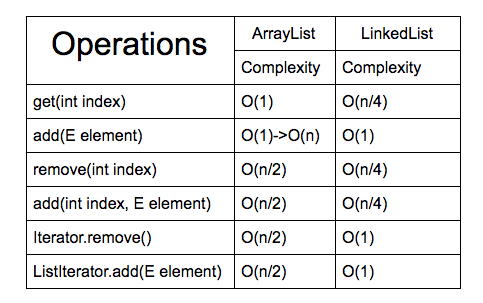 Operations ArrayList LinkedList
Complexity Complexity
get(int index) O(1) O(n/4)
add(E element) O(1)->O(n) O(1)
remove(int index) O(n/2) O(n/4)
add(int index, E element) O(n/2) O(n/4)
Iterator.remove() O(n/2) O(1)
ListIterator.add(E element) O(n/2) O(1)